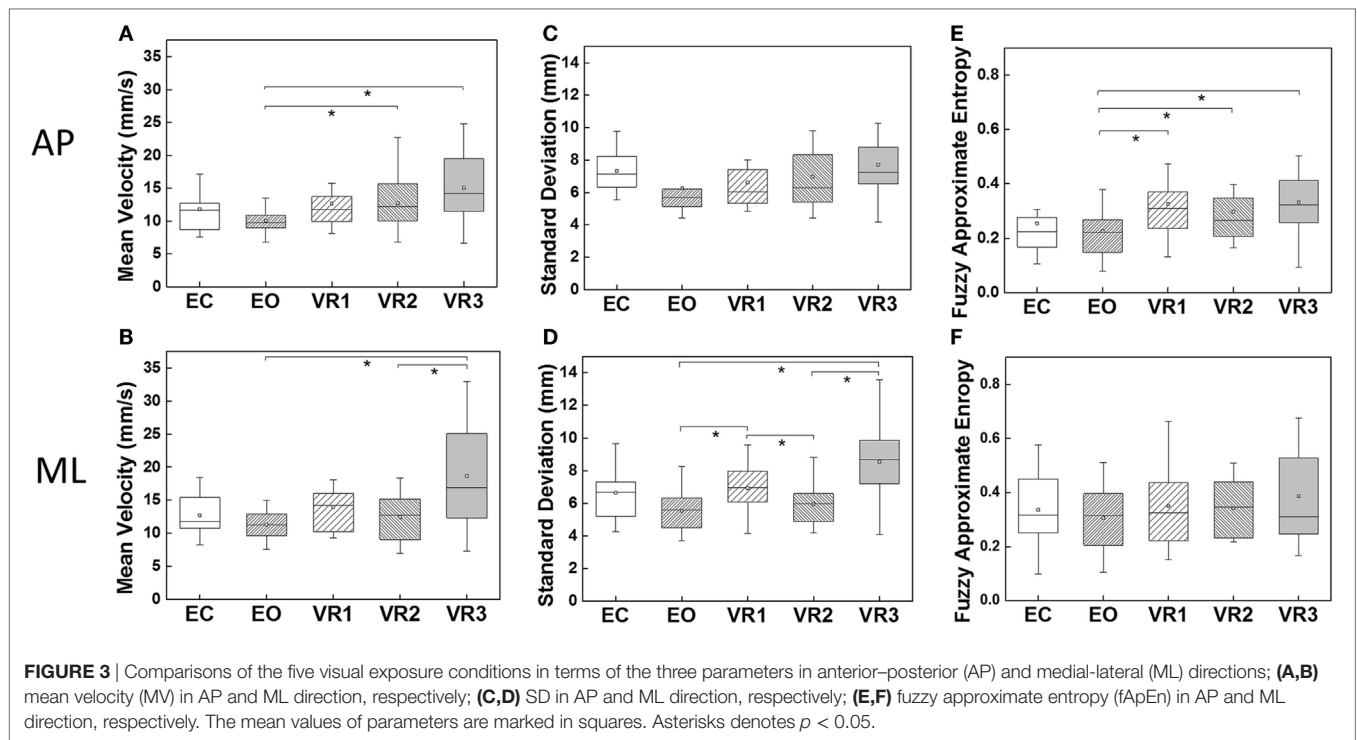 A
C
E
AP
Mean Velocity (mm/s)
35
30
25
20
15
10
5
0
*
*
EC EO VR1 VR2 VR3
Standard Deviation (mm)
14
12
10
8
6
4
2
0
EC EO VR1 VR2 VR3
Fuzzy Approximate Entropy
0.8
0.6
0.4
0.2
0.0
*
*
*
EC EO VR1 VR2 VR3
B
D
F
ML
Mean Velocity (mm/s)
35
30
25
20
15
10
5
0
*
*
EC EO VR1 VR2 VR3
Standard Deviation (mm)
14
12
10
8
6
4
2
0
*
*
*
*
EC EO VR1 VR2 VR3
Fuzzy Approximate Enropy
0.8
0.6
0.4
0.2
0.0
EC EO VR1 VR2 VR3
FIGURE 3 | Comparisons of the five visual exposure conditions in terms of the three parameters in anterior–posterior (AP) and medial-lateral (ML) directions; (A,B)
mean velocity (MV) in AP and ML direction, respectively; (C,D) SD in AP and ML direction, respectively; (E,F) fuzzy approximate entropy (fApEn) in AP and ML
direction, respectively. The mean values of parameters are marked in squares. Asterisks denotes p < 0.05.